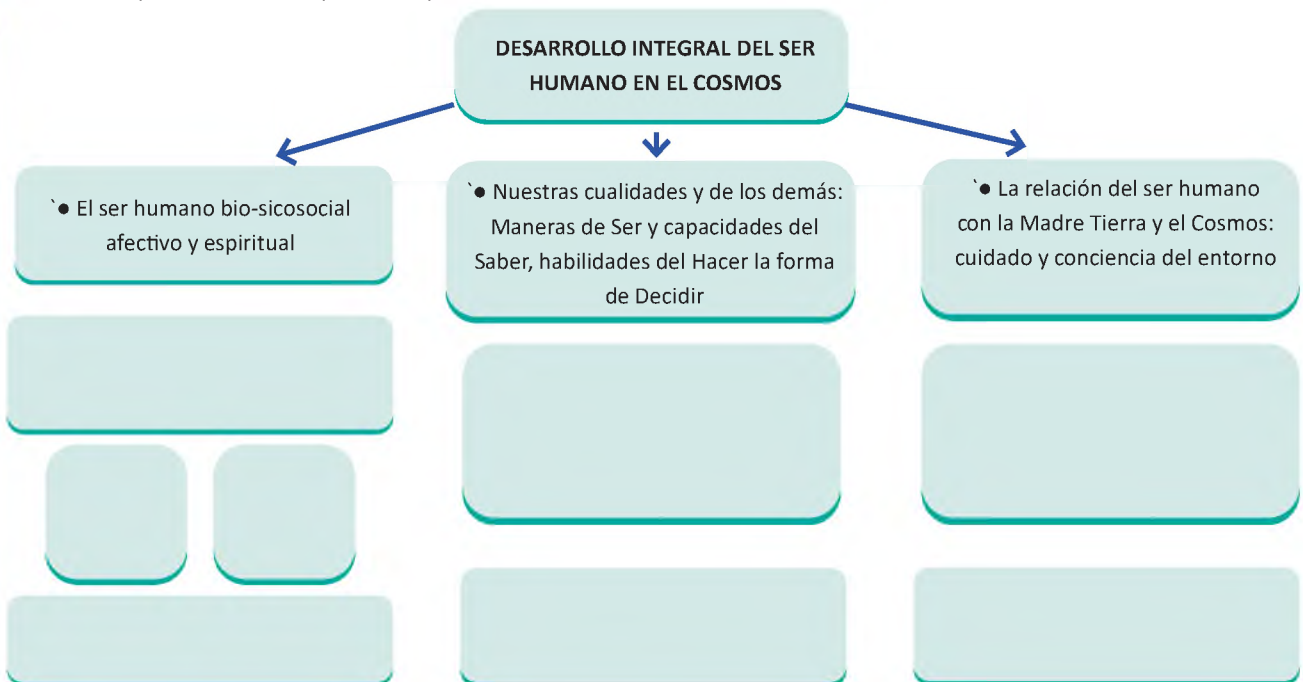 DESARROLLO INTEGRAL DEL SER
HUMANO EN EL COSMOS
`● El ser humano bio-sicosocial
afectivo y espiritual
`● Nuestras cualidades y de los demás:
Maneras de Ser y capacidades del
Saber, habilidades del Hacer la forma
de Decidir
`● La relación del ser humano
con la Madre Tierra y el Cosmos:
cuidado y conciencia del entorno